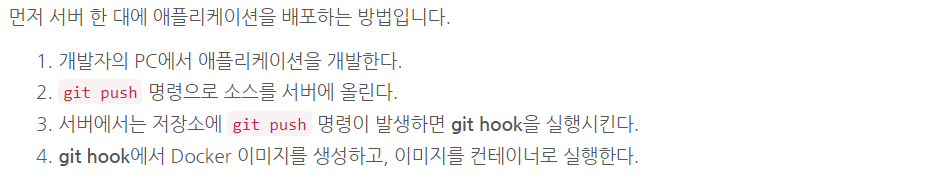 먼저 서버 한 대에 애플리케이션을 배포하는 방법입니다.
1. 개발자의 PC에서 애플리케이션을 개발한다.
2. git push 명령으로 소스를 서버에 올린다.
3. 서버에서는 저장소에 git push 명령이 발생하면 git hook을 실행시킨다.
4. git hook에서 Docker 이미지를 생성하고, 이미지를 컨테이너로 실행한다.